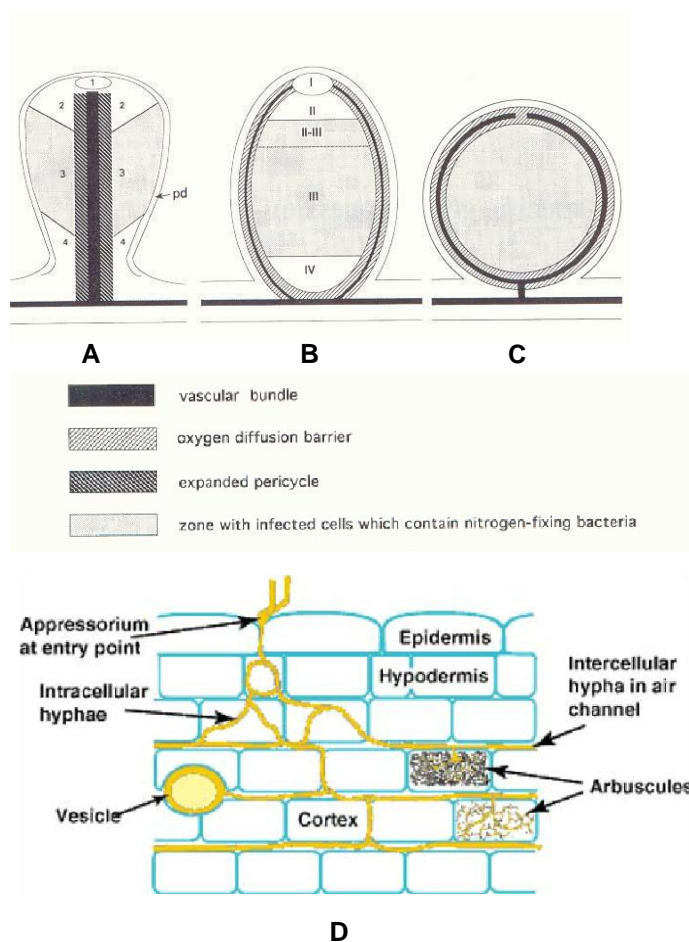 1
2 2
3 3
4 4
pd
I
II
II-III
III
IV
A B C
vascular bundle
oxygen diffusion barrier
expanded pericycle
zone with infected cells which contain nitrogen-fixing bacteria
Appressorium
at entry point
Epidermis
Hypodermis
Intercellular
hypha in air
channel
Intracellular
hyphae
Arbuscules
Vesicle
Cortex
D